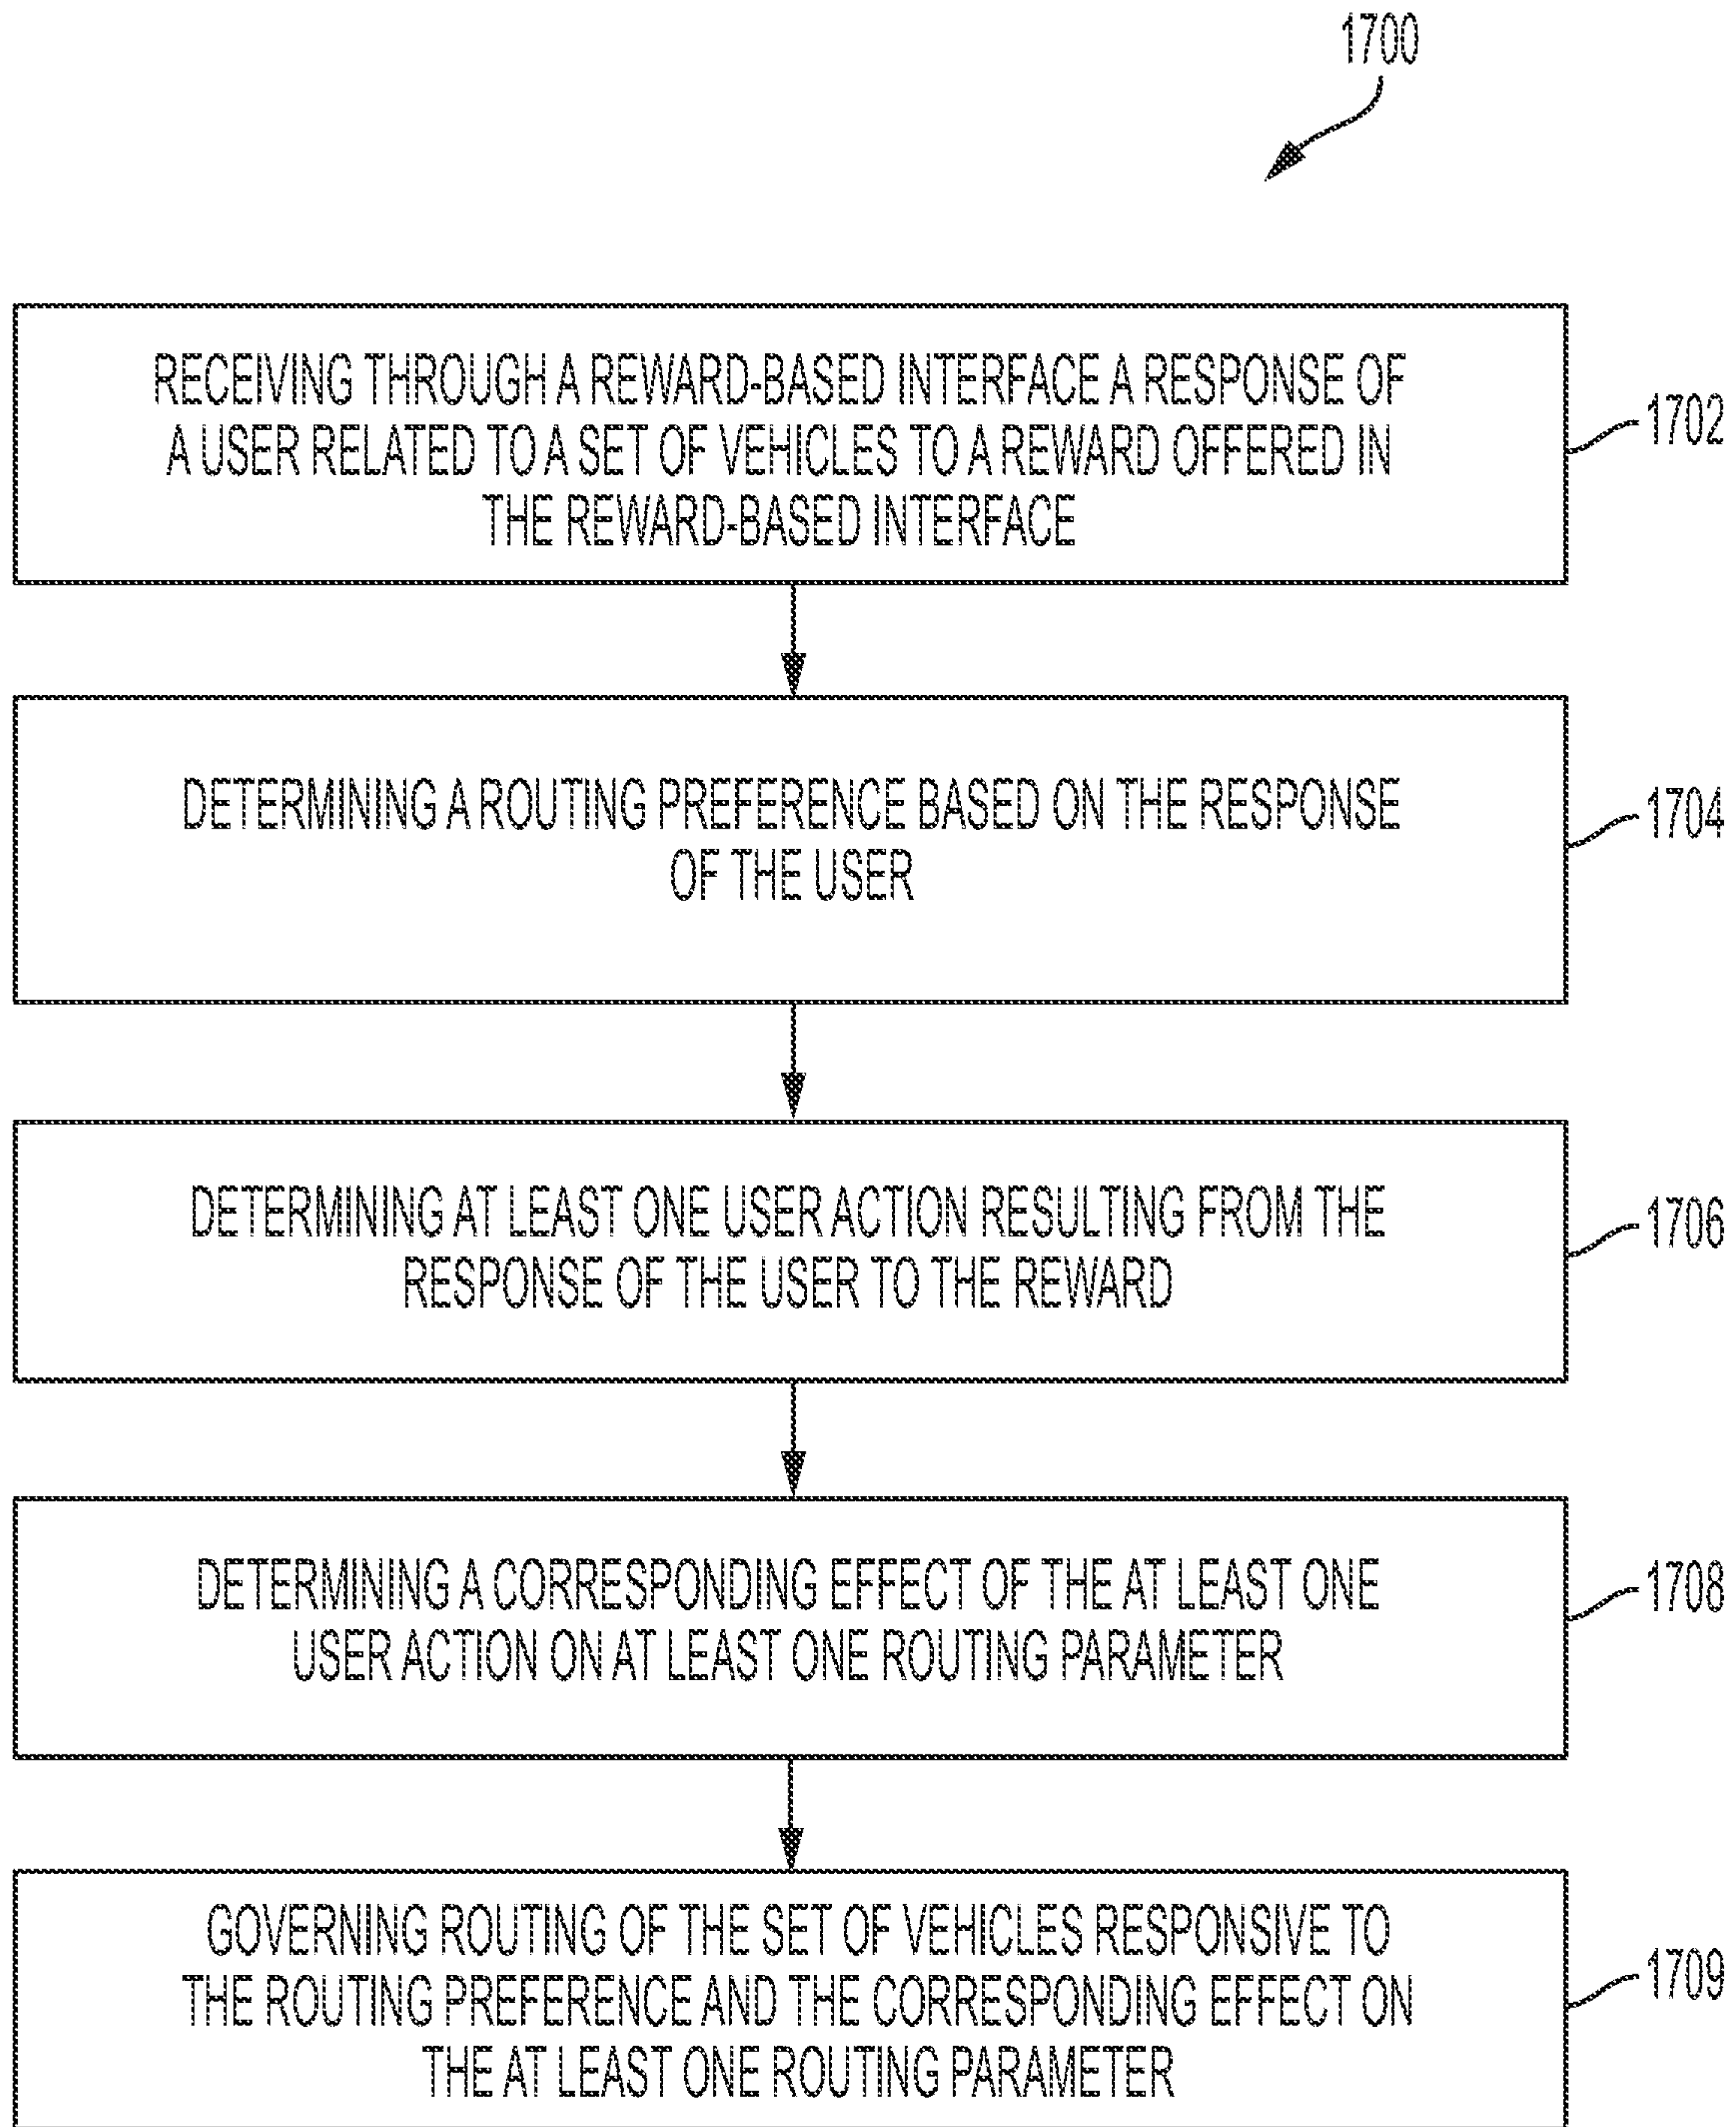 1700
RECEIVING THROUGH A REWARD-BASED INTERFACE A RESPONSE OF
A USER RELATED TO A SET OF VEHICLES TO A REWARD OFFERED IN
THE REWARD-BASED INTERFACE
1702
DETERMINING A ROUTING PREFERENCE BASED ON THE RESPONSE
OF THE USER
1704
DETERMINING AT LEAST ONE USER ACTION RESULTING FROM THE
RESPONSE OF THE USER TO THE REWARD
1706
DETERMINING A CORRESPONDING EFFECT OF THE AT LEAST ONE
USER ACTION ON AT LEAST ONE ROUTING PARAMETER
1708
GOVERNING ROUTING OF THE SET OF VEHICLES RESPONSIVE TO
THE ROUTING PREFERENCE AND THE CORRESPONDING EFFECT ON
THE AT LEAST ONE ROUTING PARAMETER
1709